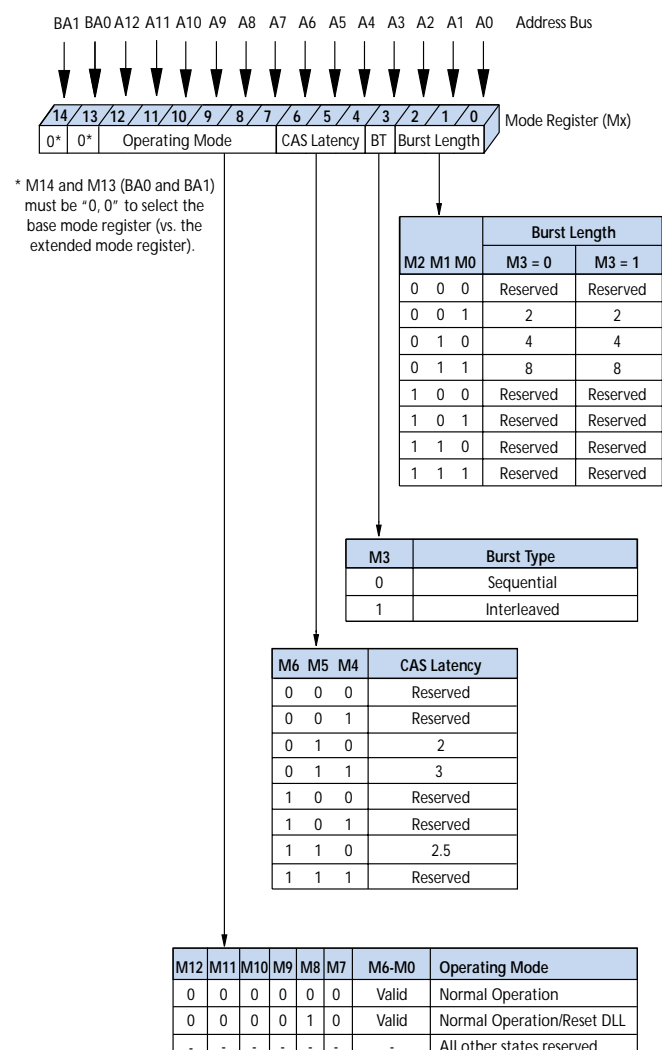 BA1 BA0 A12 A11 A10 A9 A8 A7 A6 A5 A4 A3 A2 A1 A0 Address Bus
14 13 12 11 10 9 8 7 6 5 4 3 2 1 0 Mode Register (Mx)
0* 0* Operating Mode CAS Latency BT Burst Length
* M14 and M13 (BA0 and BA1)
must be "0, 0" to select the
base mode register (vs. the
extended mode register).
Burst Length
M2 M1 M0 M3 = 0 M3 = 1
0 0 0 Reserved Reserved
0 0 1 2 2
0 1 0 4 4
0 1 1 8 8
1 0 0 Reserved Reserved
1 0 1 Reserved Reserved
1 1 0 Reserved Reserved
1 1 1 Reserved Reserved
M3 Burst Type
0 Sequential
1 Interleaved
M6 M5 M4 CAS Latency
0 0 0 Reserved
0 0 1 Reserved
0 1 0 2
0 1 1 3
1 0 0 Reserved
1 0 1 Reserved
1 1 0 2.5
1 1 1 Reserved
M12 M11 M10 M9 M8 M7 M6-M0 Operating Mode
0 0 0 0 0 0 Valid Normal Operation
0 0 0 0 1 0 Valid Normal Operation/Reset DLL
- - - - - - - All other states reserved